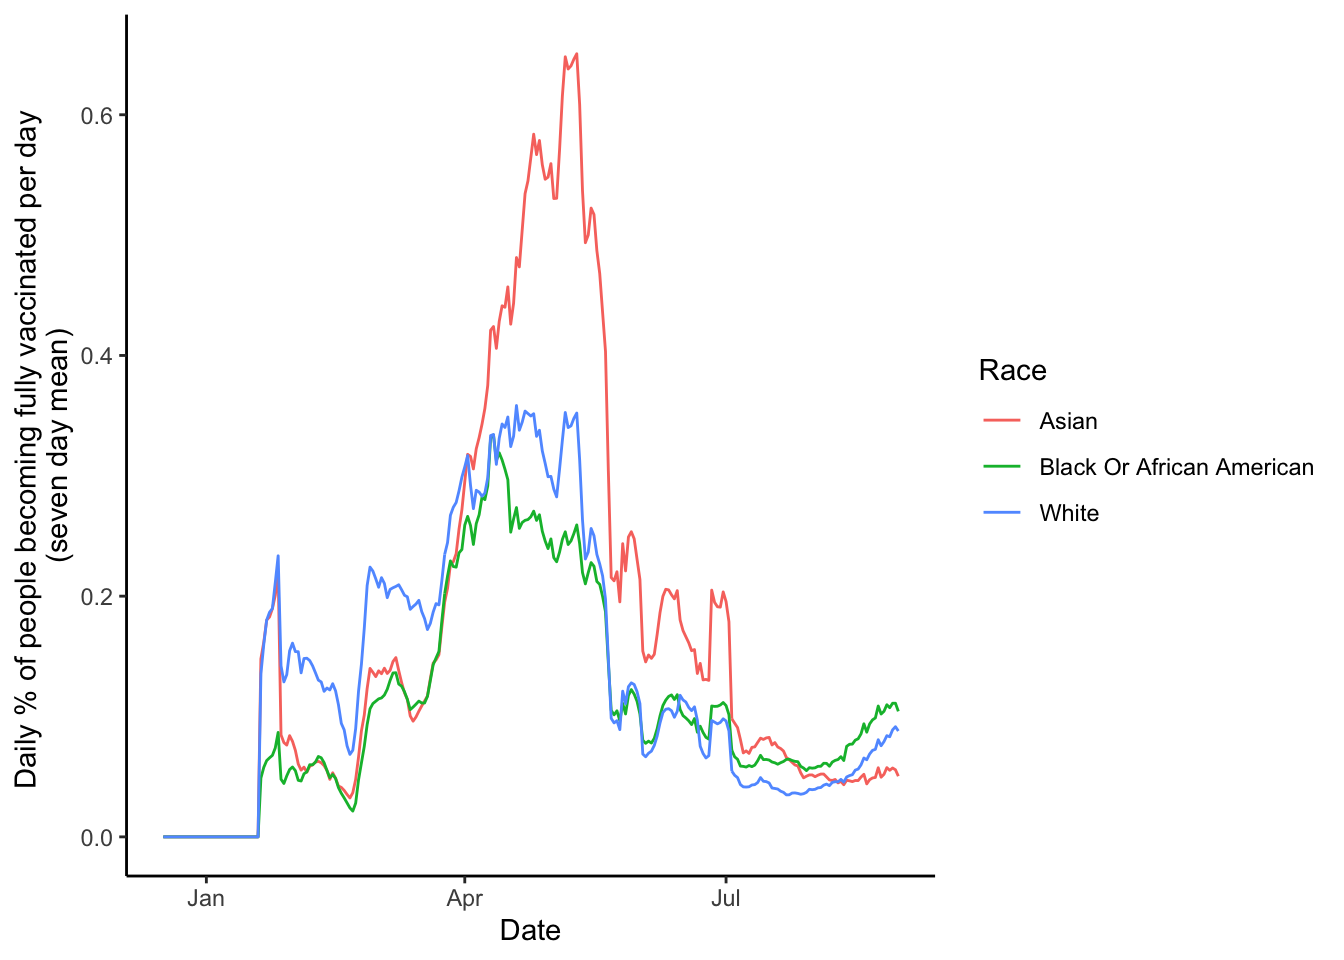 Daily % of people becoming fully vaccinated per day
(seven day mean)
0.6
0.4
0.2
0.0
Jan
Apr
Jul
Date
Race
Asian
Black Or African American
White